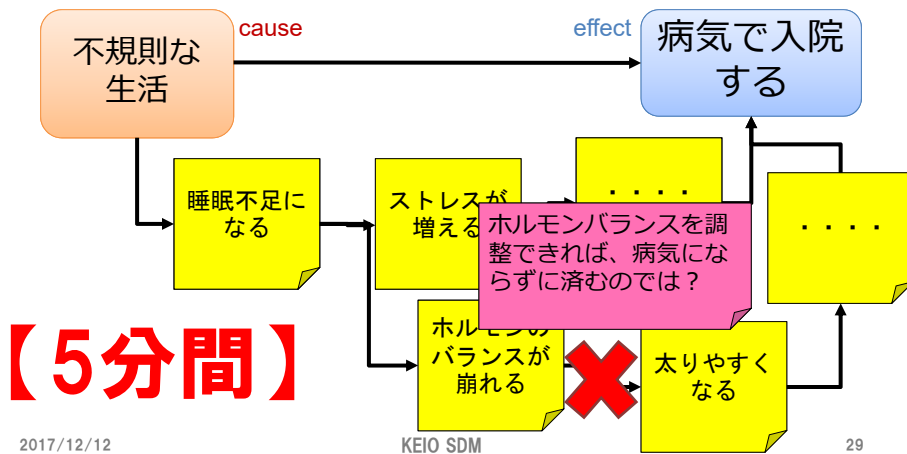 不規則な
生活
cause
effect
病気で入院
する
睡眠不足に
なる
ストレスが
増える
・・・・
・・・・
ホルモンバランスを調
整できれば、病気にな
らずに済むのでは？
ホルモンの
バランスが
崩れる
太りやすく
なる
【5分間】
2017/12/12
KEIO SDM
29